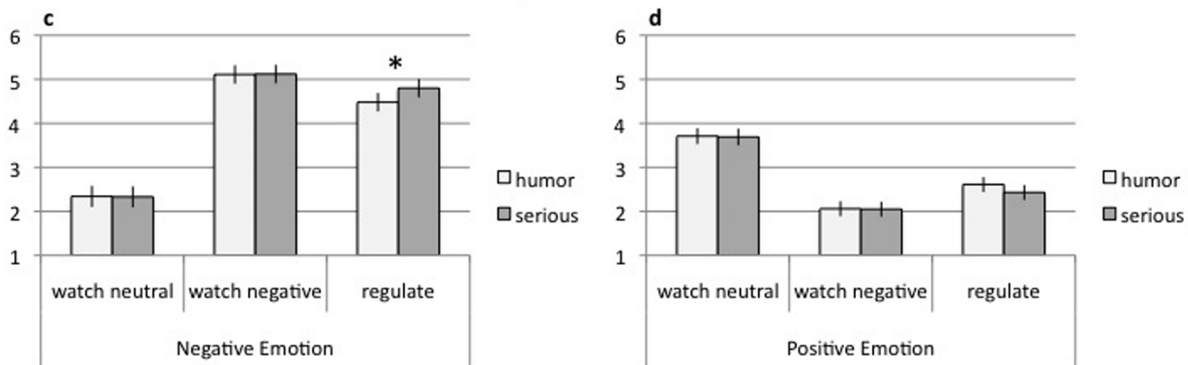 c
6
5
4
3
2
1
*
watch neutral watch negative regulate
Negative Emotion
humor
serious
d
6
5
4
3
2
1
watch neutral watch negative regulate
Positive Emotion
humor
serious